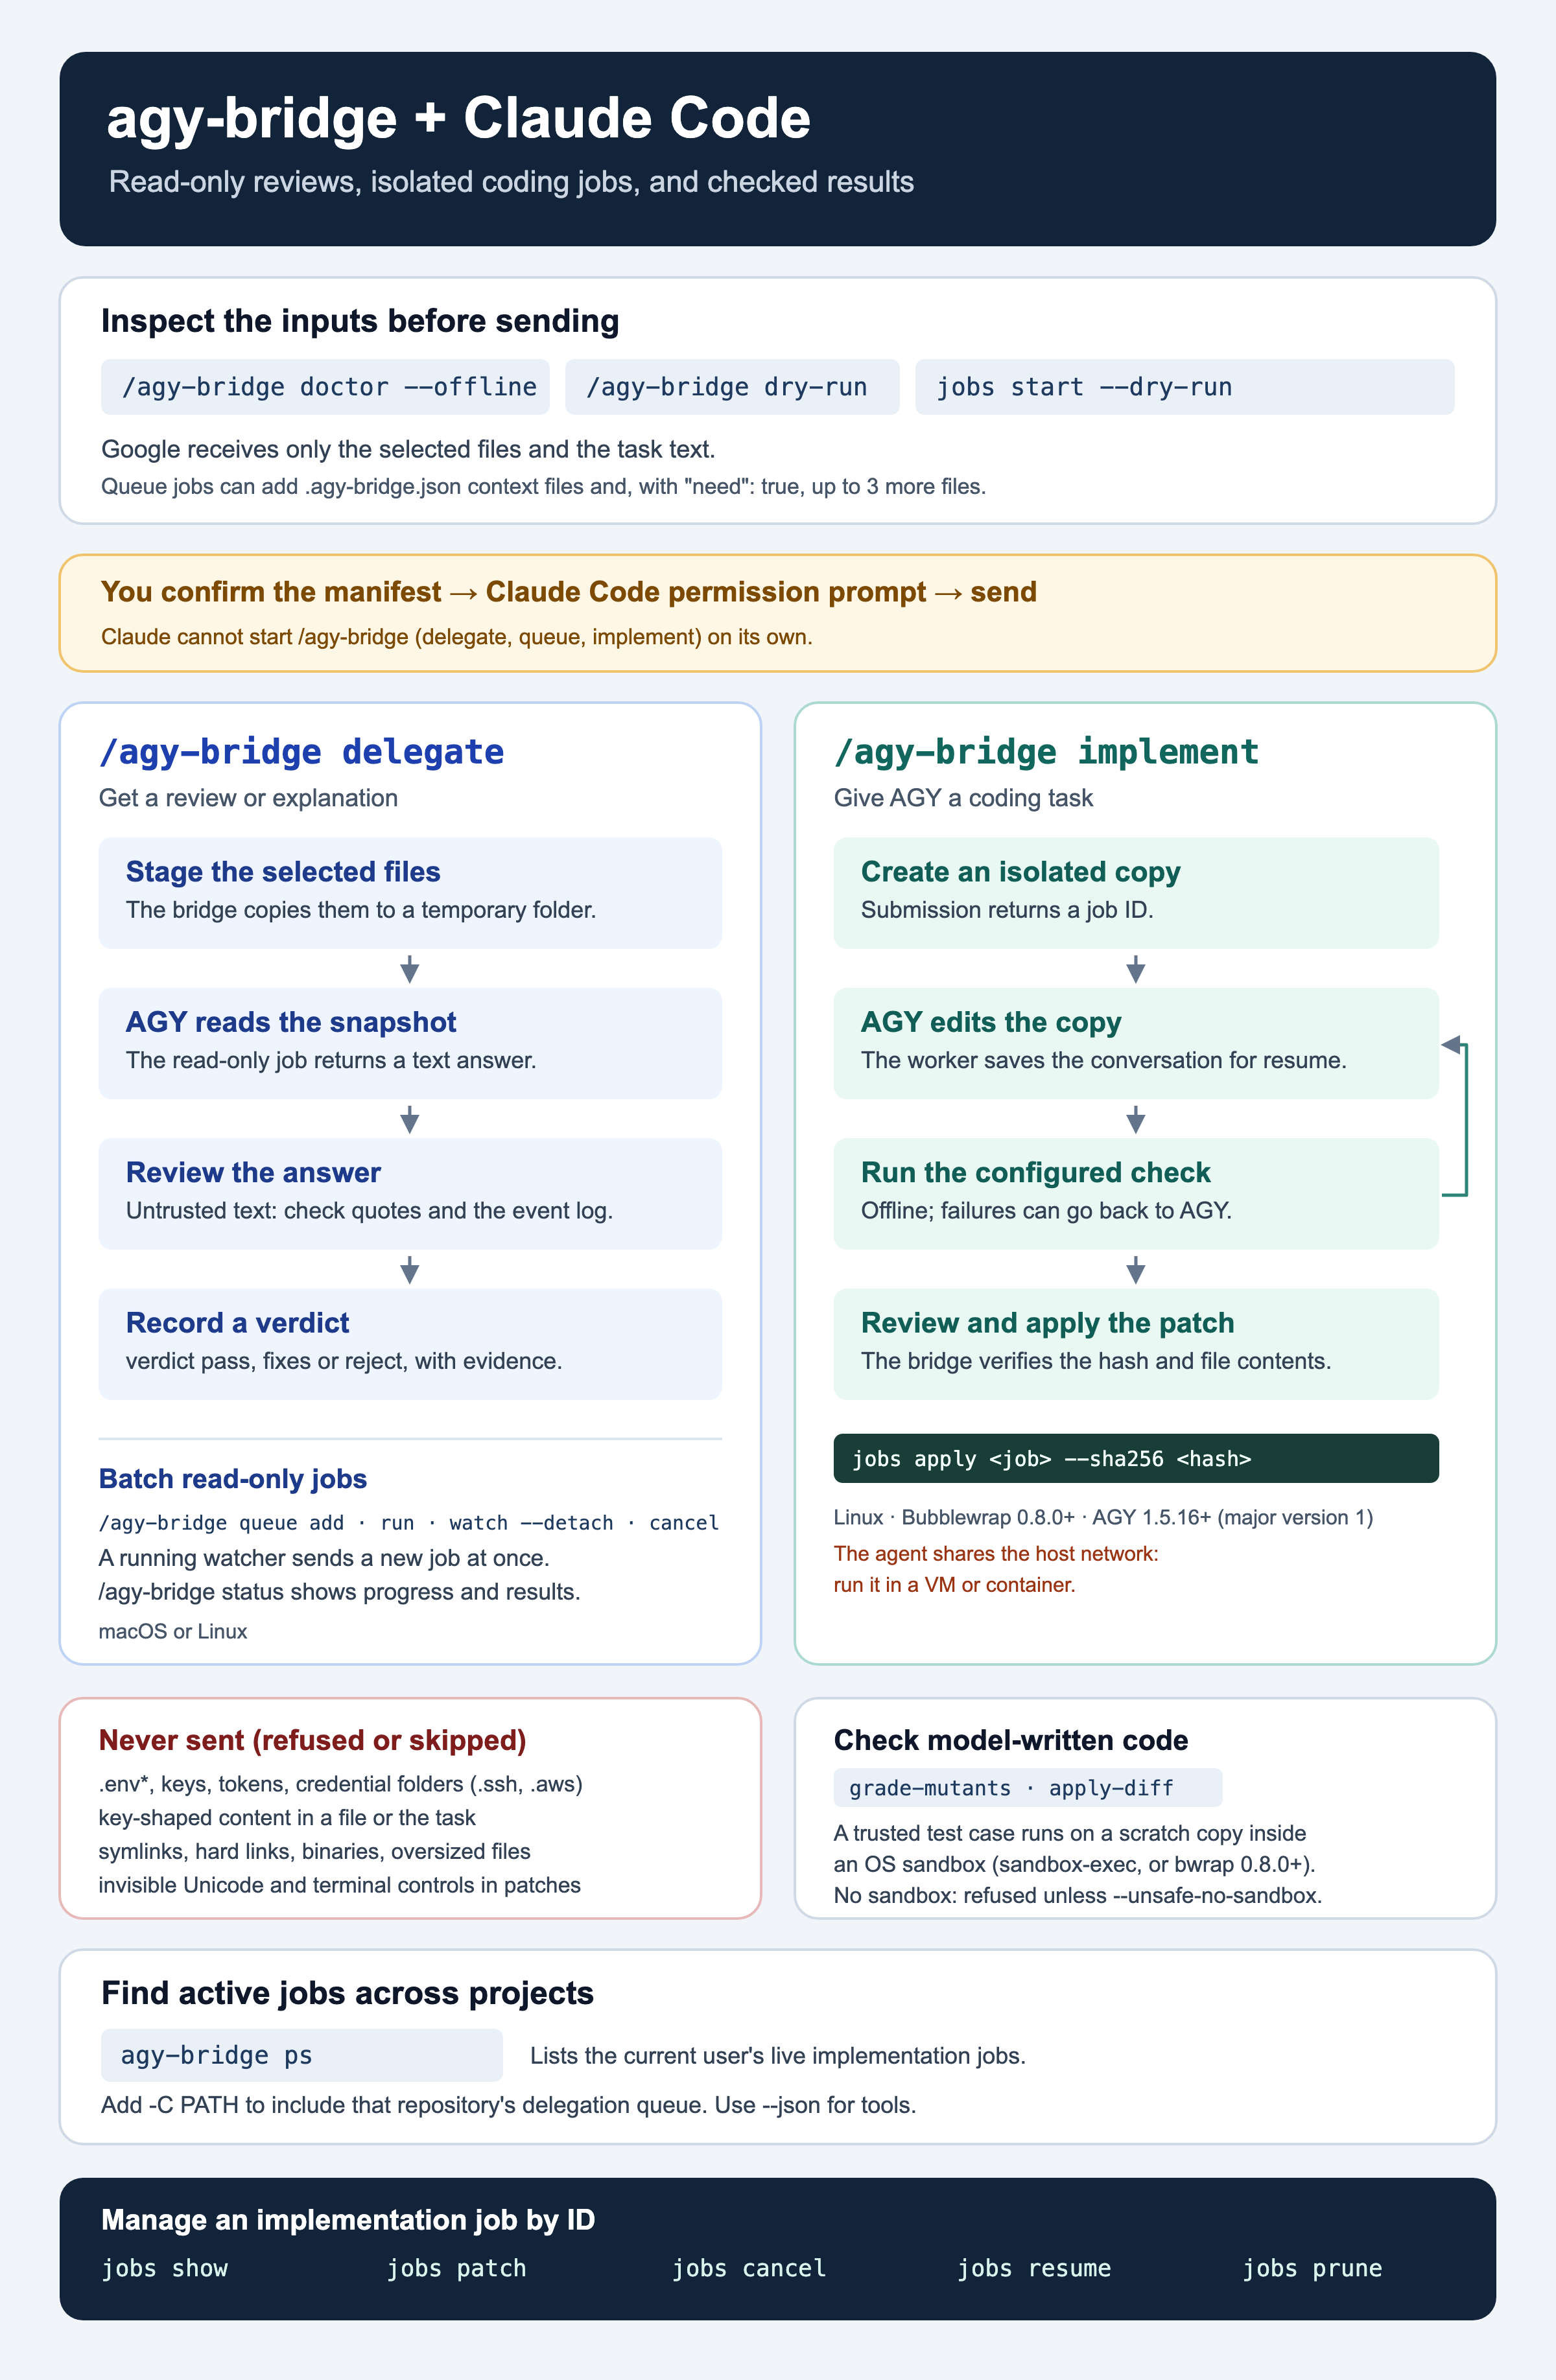 agy-bridge + Claude Code
Read-only reviews, isolated coding jobs, and checked results
Inspect the inputs before sending
/agy-bridge doctor --offline
/agy-bridge dry-run
jobs start --dry-run
Google receives only the selected files and the task text.
Queue jobs can add .agy-bridge.json context files and, with "need": true, up to 3 more files.
You confirm the manifest → Claude Code permission prompt → send
Claude cannot start /agy-bridge (delegate, queue, implement) on its own.
/agy-bridge delegate
Get a review or explanation
Stage the selected files
The bridge copies them to a temporary folder.
AGY reads the snapshot
The read-only job returns a text answer.
Review the answer
Untrusted text: check quotes and the event log.
Record a verdict
verdict pass, fixes or reject, with evidence.
Batch read-only jobs
/agy-bridge queue add · run · watch --detach · cancel
A running watcher sends a new job at once.
/agy-bridge status shows progress and results.
macOS or Linux
/agy-bridge implement
Give AGY a coding task
Create an isolated copy
Submission returns a job ID.
AGY edits the copy
The worker saves the conversation for resume.
Run the configured check
Offline; failures can go back to AGY.
Review and apply the patch
The bridge verifies the hash and file contents.
jobs apply <job> --sha256 <hash>
Linux · Bubblewrap 0.8.0+ · AGY 1.5.16+ (major version 1)
The agent shares the host network:
run it in a VM or container.
Never sent (refused or skipped)
.env*, keys, tokens, credential folders (.ssh, .aws)
key-shaped content in a file or the task
symlinks, hard links, binaries, oversized files
invisible Unicode and terminal controls in patches
Check model-written code
grade-mutants · apply-diff
A trusted test case runs on a scratch copy inside
an OS sandbox (sandbox-exec, or bwrap 0.8.0+).
No sandbox: refused unless --unsafe-no-sandbox.
Find active jobs across projects
agy-bridge ps
Lists the current user's live implementation jobs.
Add -C PATH to include that repository's delegation queue. Use --json for tools.
Manage an implementation job by ID
jobs show
jobs patch
jobs cancel
jobs resume
jobs prune